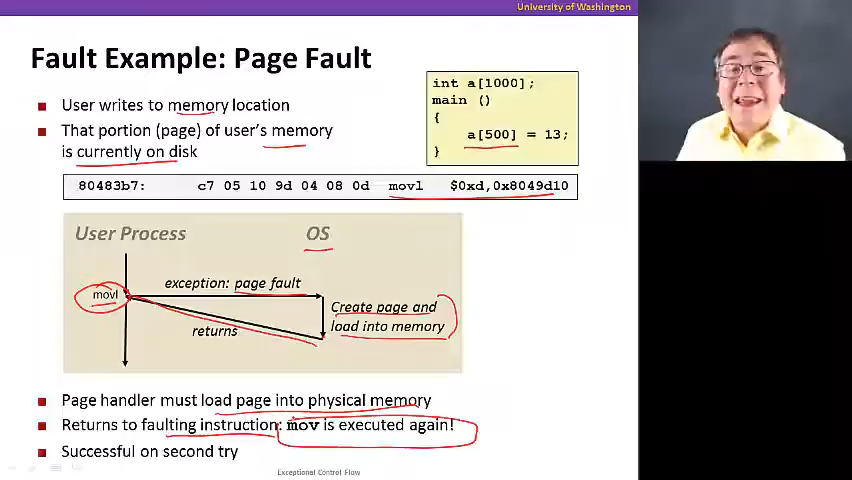 University of Washington
Fault Example: Page Fault
User writes to memory location
That portion (page) of user's memory
is currently on disk
int a[1000];
main ()
{
a[500] = 13;
}
80483b7: c7 05 10 9d 04 08 0d movl $0xd,0x8049d10
User Process OS
exception: page fault
movl
Create page and
load into memory
returns
Page handler must load page into physical memory
Returns to faulting instruction: mov is executed again!
Successful on second try
Exceptional Control Flow